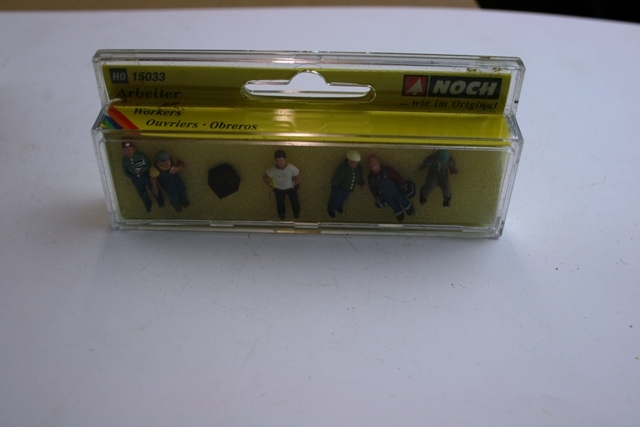 H0 15033
NOCH
... wie im Original
Arbeiter
Workers
Ouvriers · Obreros